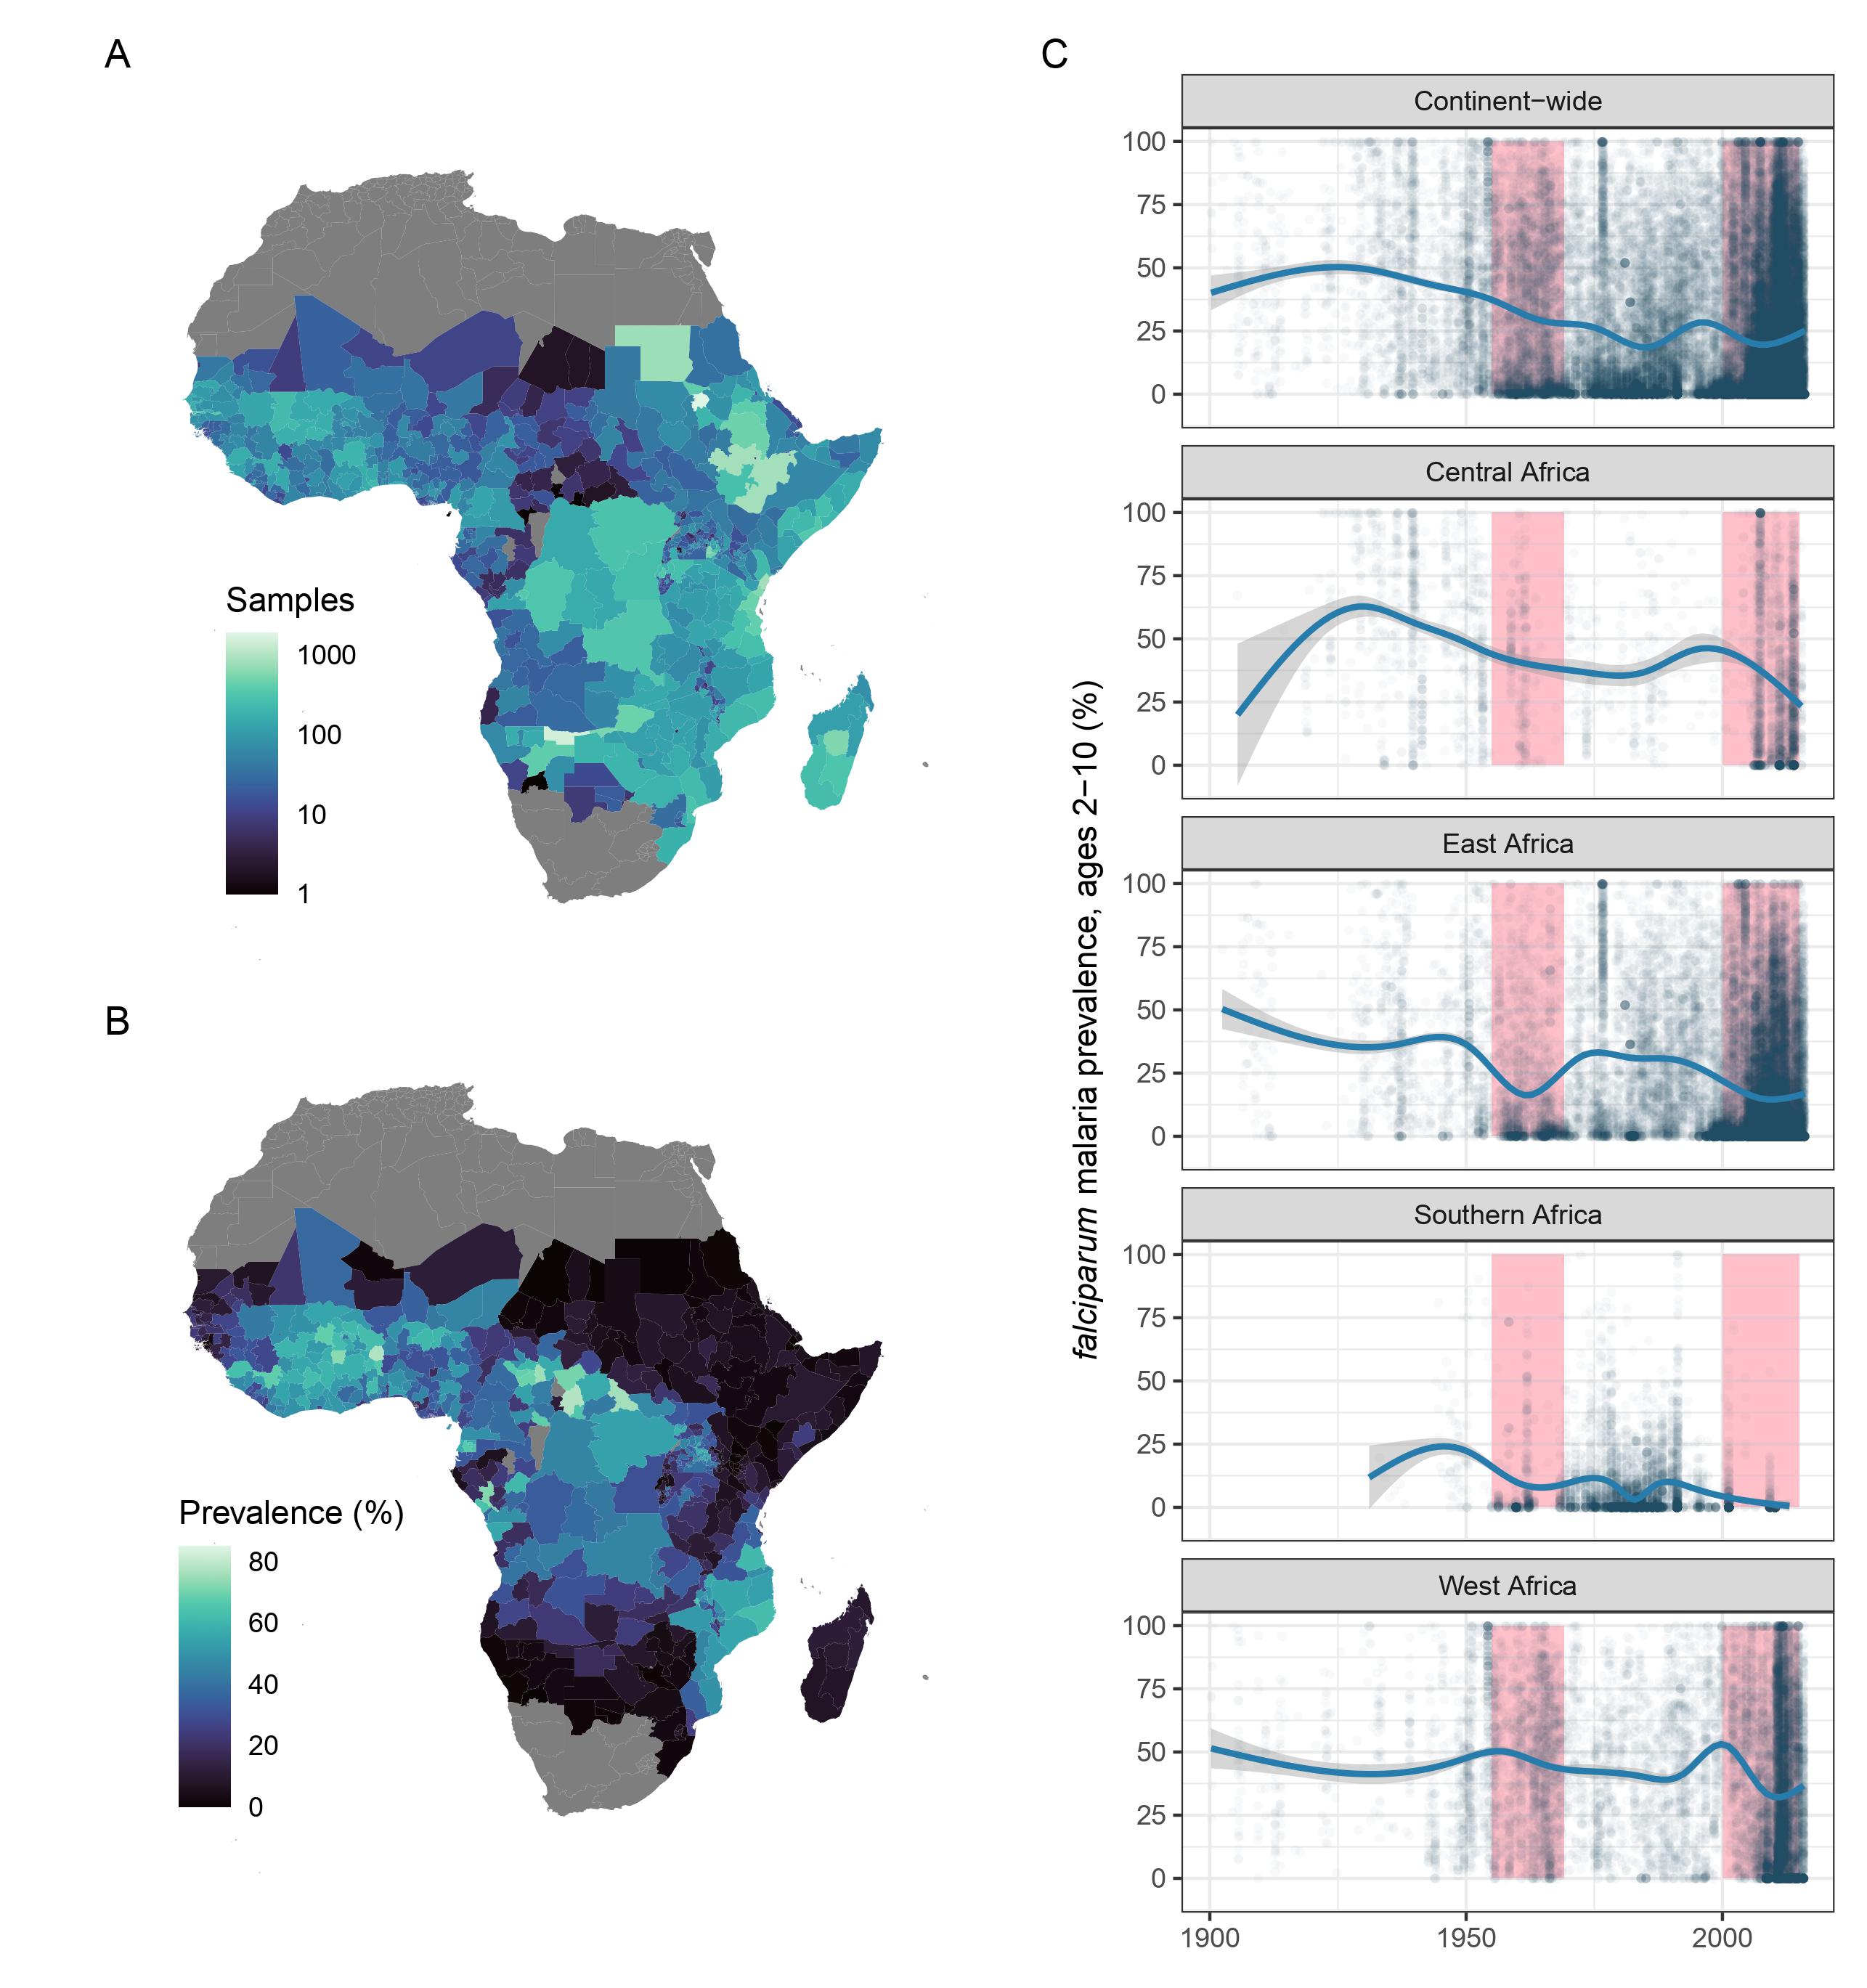 A
Samples
1000
100
10
1
B
Prevalence (%)
80
60
40
20
0
C
falciparum malaria prevalence, ages 2−10 (%)
Continent−wide
100
75
50
25
0
Central Africa
100
75
50
25
0
East Africa
100
75
50
25
0
Southern Africa
100
75
50
25
0
West Africa
100
75
50
25
0
1900 1950 2000